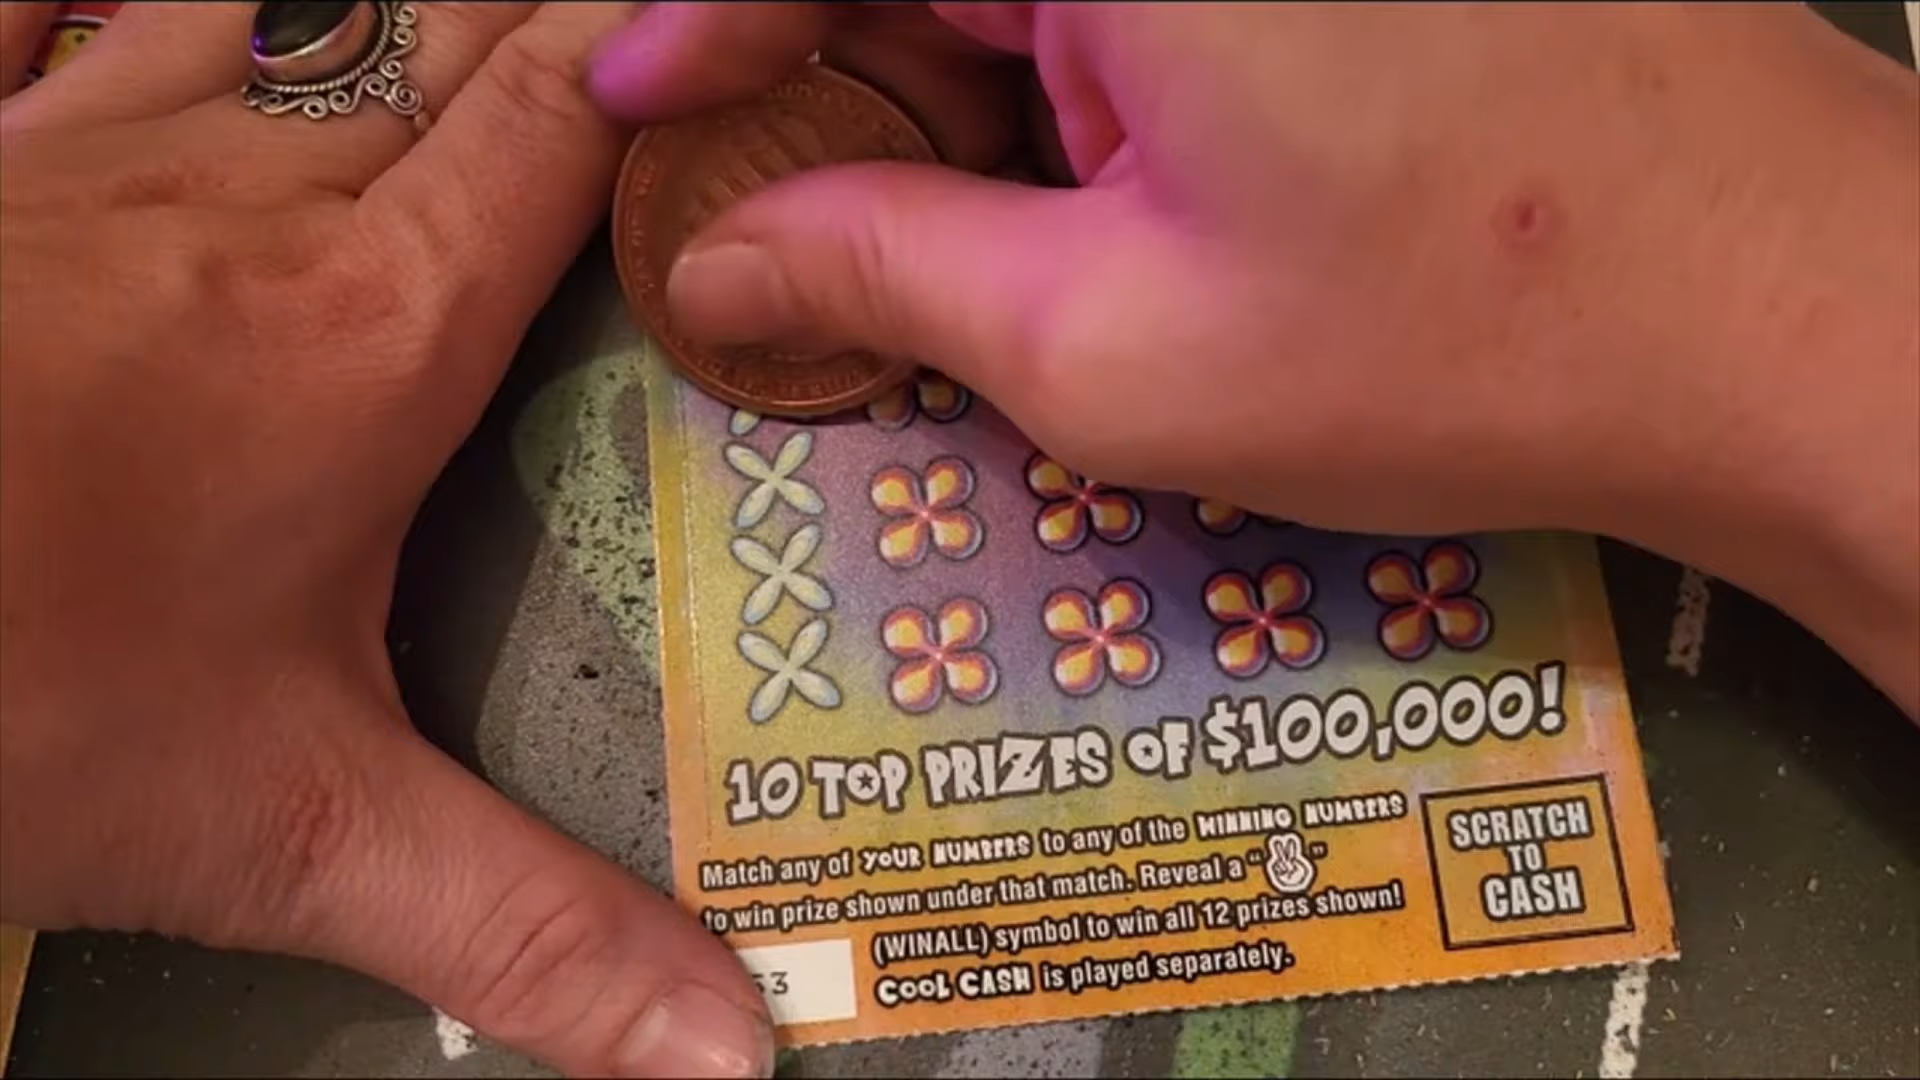 10 TOP PRIZES OF $100,000!
Match any of YOUR NUMBERS to any of the WINNING NUMBERS
to win prize shown under that match. Reveal a " "
(WINALL) symbol to win all 12 prizes shown!
COOL CASH is played separately.
SCRATCH
TO
CASH
53